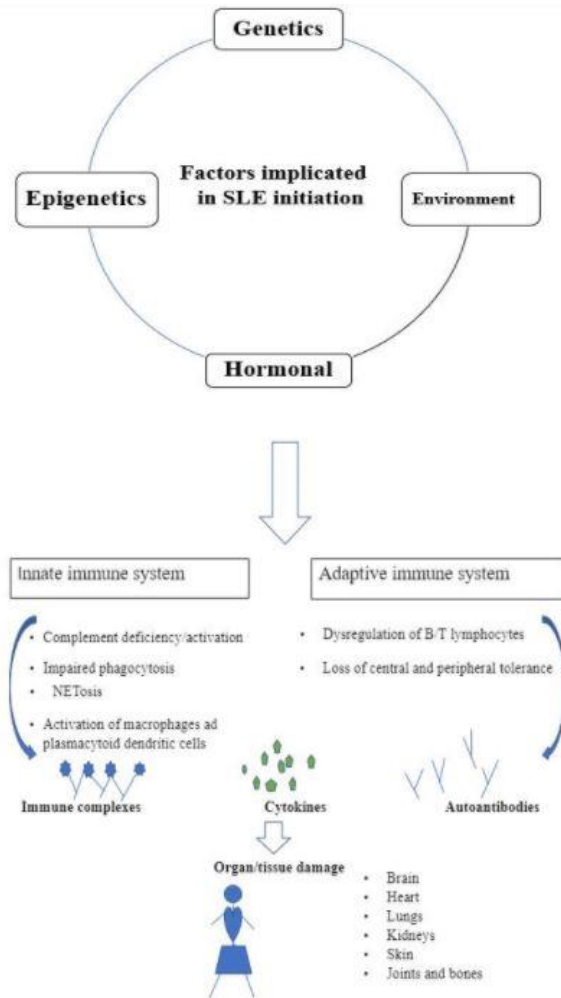 Genetics
Factors implicated
in SLE initiation
Epigenetics
Environment
Hormonal
Innate immune system
• Complement deficiency/activation
• Impaired phagocytosis
• NETosis
• Activation of macrophages ad
plasmacytoid dendritic cells
Adaptive immune system
• Dysregulation of B/T lymphocytes
• Loss of central and peripheral tolerance
Immune complexes
Cytokines
Autoantibodies
Organ/tissue damage
• Brain
• Heart
• Lungs
• Kidneys
• Skin
• Joints and bones